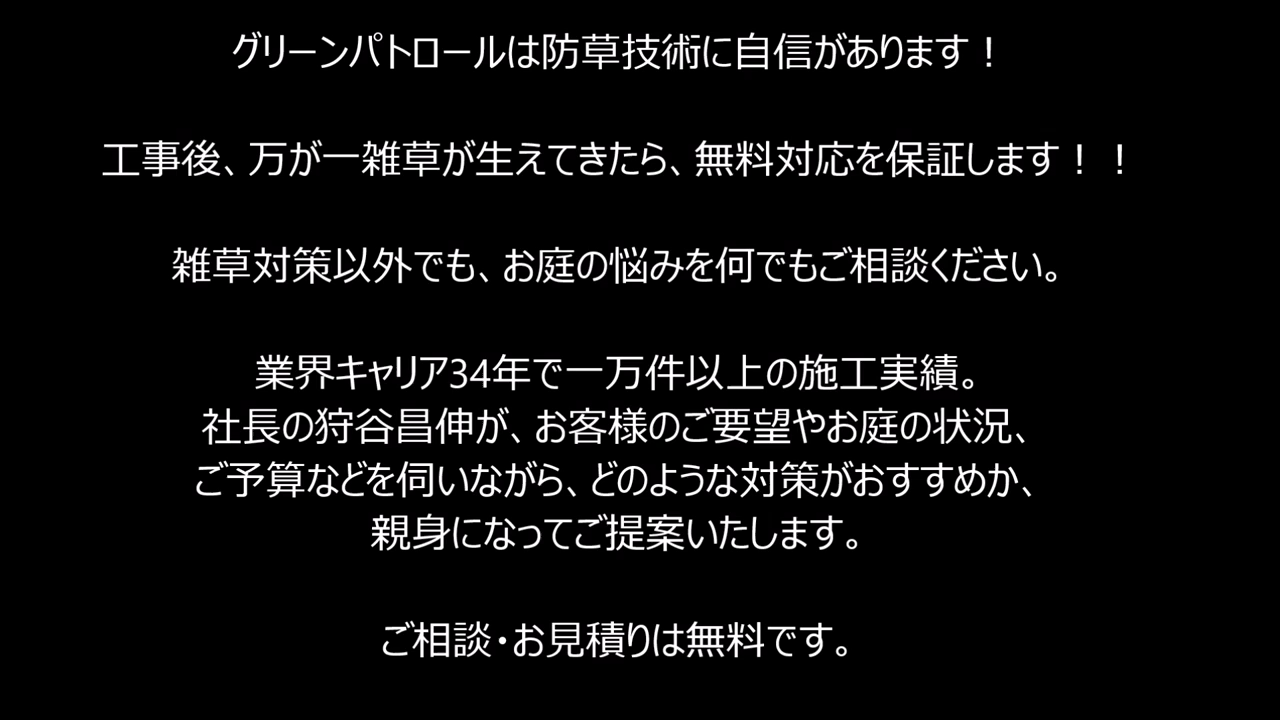 グリーンパトロールは防草技術に自信があります！
工事後、万が一雑草が生えてきたら、無料対応を保証します！！
雑草対策以外でも、お庭の悩みを何でもご相談ください。
業界キャリア34年で一万件以上の施工実績。
社長の狩谷昌伸が、お客様のご要望やお庭の状況、
ご予算などを伺いながら、どのような対策がおすすめか、
親身になってご提案いたします。
ご相談・お見積りは無料です。